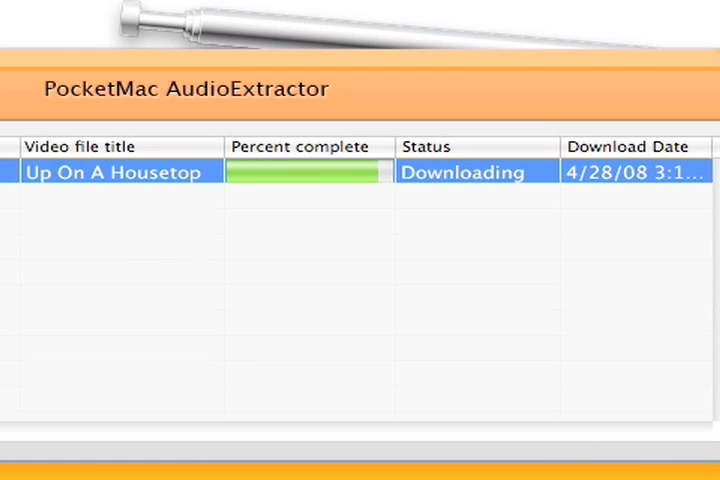 PocketMac AudioExtractor
Video file title Percent complete Status Download Date
Up On A Housetop Downloading 4/28/08 3:1...